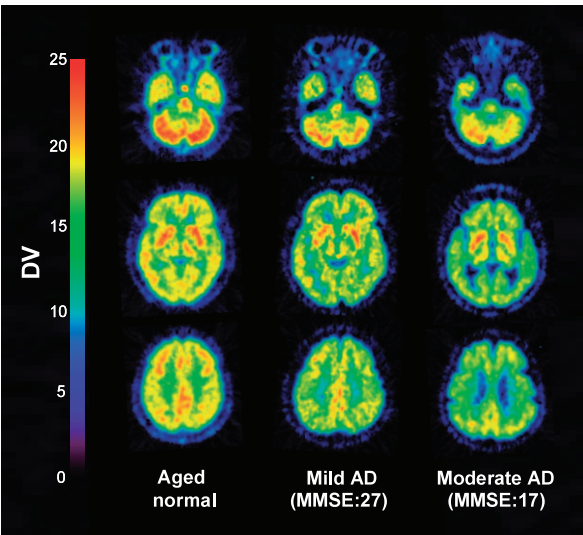 25
20
15
10
5
0
DV
Aged
normal
Mild AD
(MMSE:27)
Moderate AD
(MMSE:17)